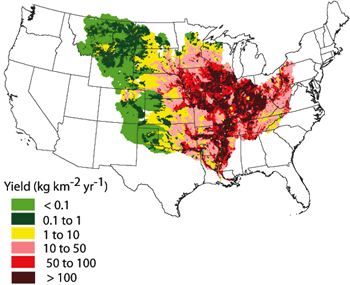 Yield (kg km⁻² yr⁻¹)
< 0.1
0.1 to 1
1 to 10
10 to 50
50 to 100
> 100